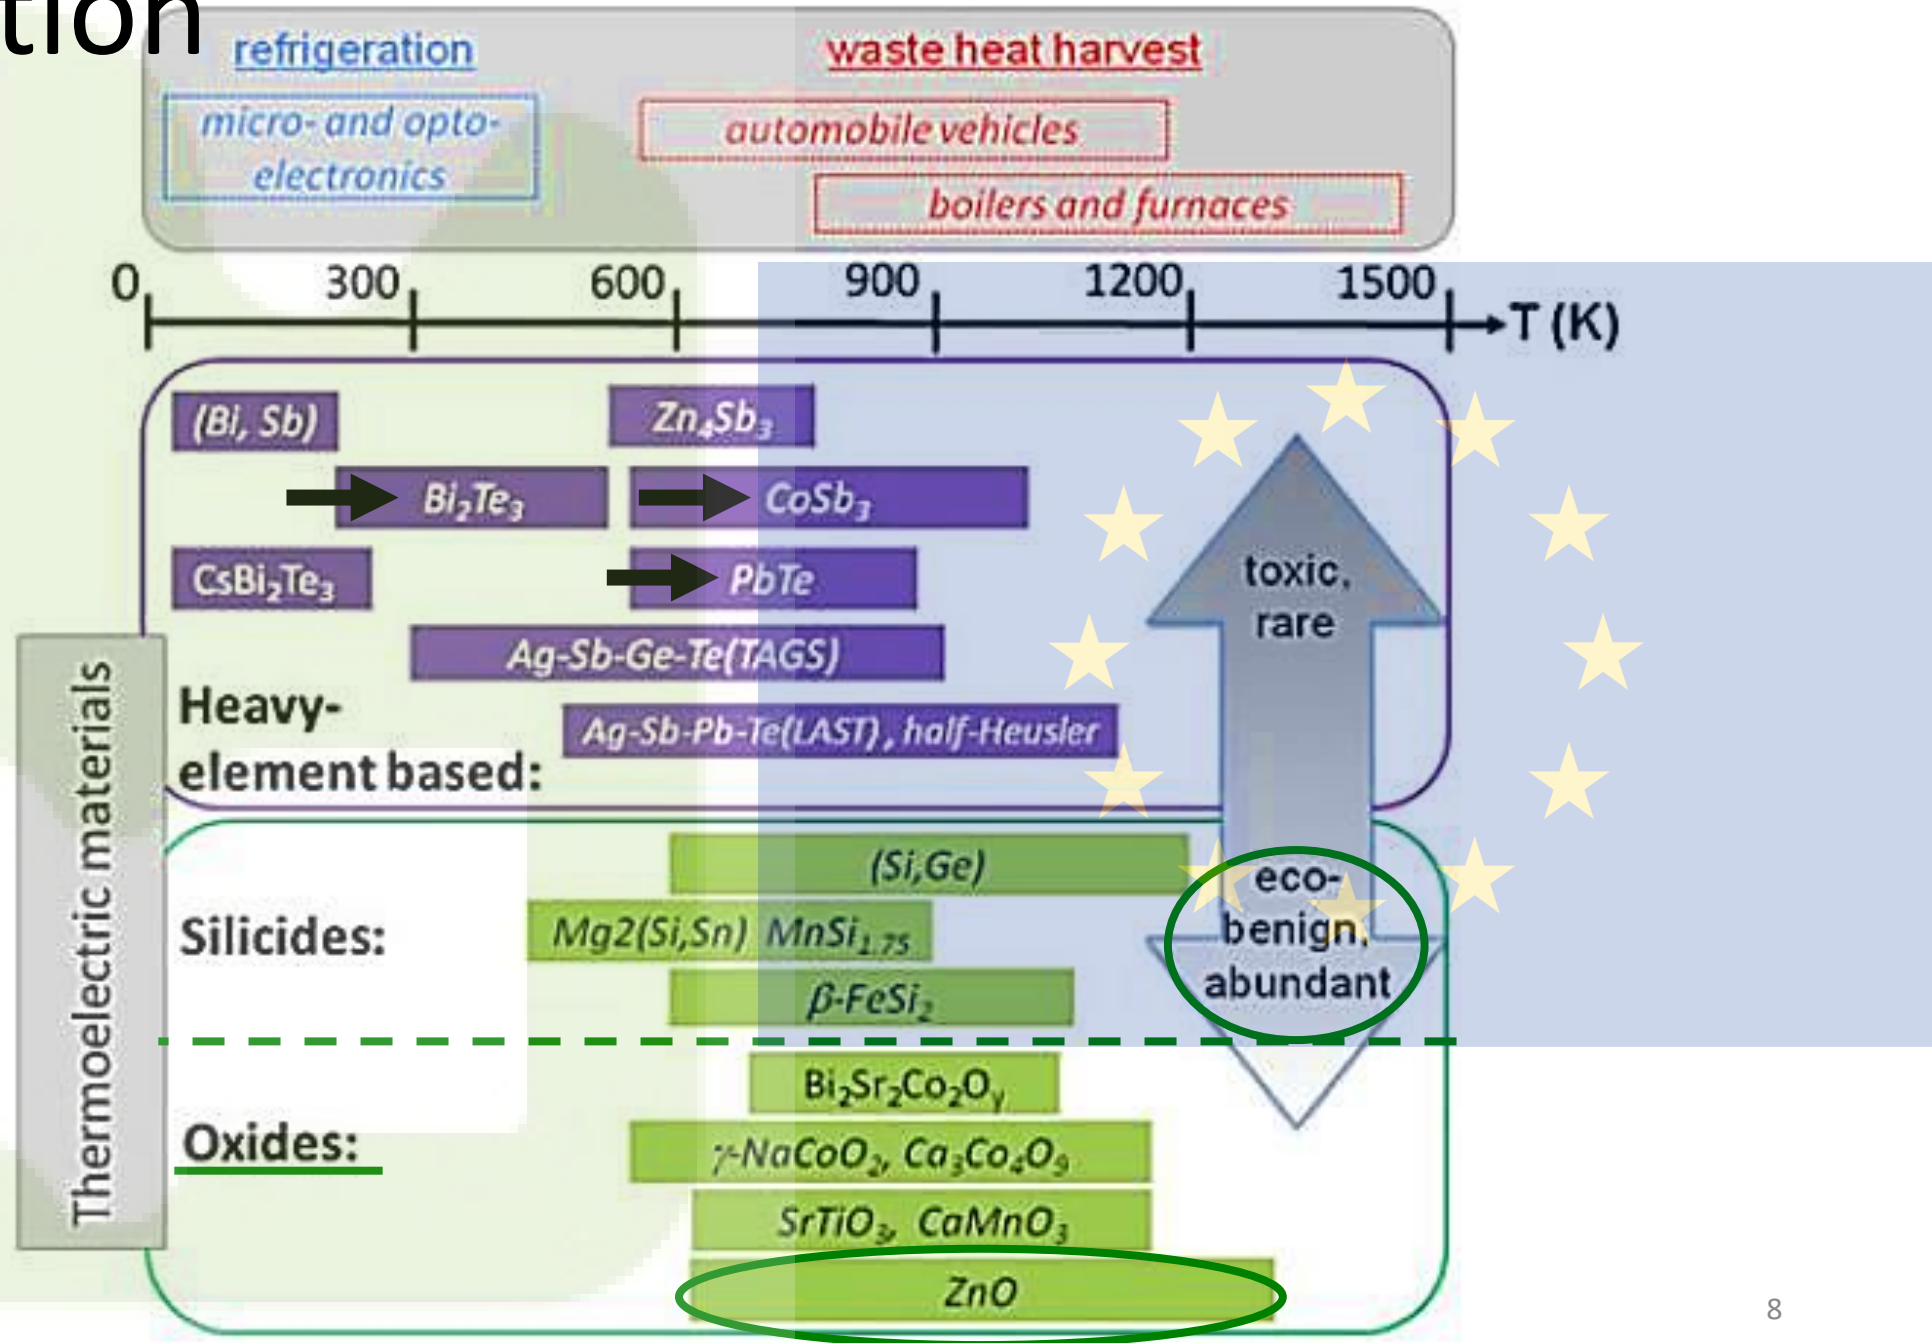 tion
refrigeration
waste heat harvest
micro- and opto-
electronics
automobile vehicles
boilers and furnaces
0 300 600 900 1200 1500
T (K)
(Bi, Sb)
Zn₄Sb₃
Bi₂Te₃
CoSb₃
CsBi₂Te₃
PbTe
toxic,
rare
Ag-Sb-Ge-Te(TAGS)
Ag-Sb-Pb-Te(LAST), half-Heusler
Heavy-
element based:
Thermoelectric materials
Silicides:
(Si,Ge)
Mg2(Si,Sn) MnSi₁.₇₅
β-FeSi₂
eco-
benign,
abundant
Oxides:
Bi₂Sr₂Co₂Oᵧ
γ-NaCoO₂, Ca₃Co₄O₉
SrTiO₃, CaMnO₃
ZnO
8